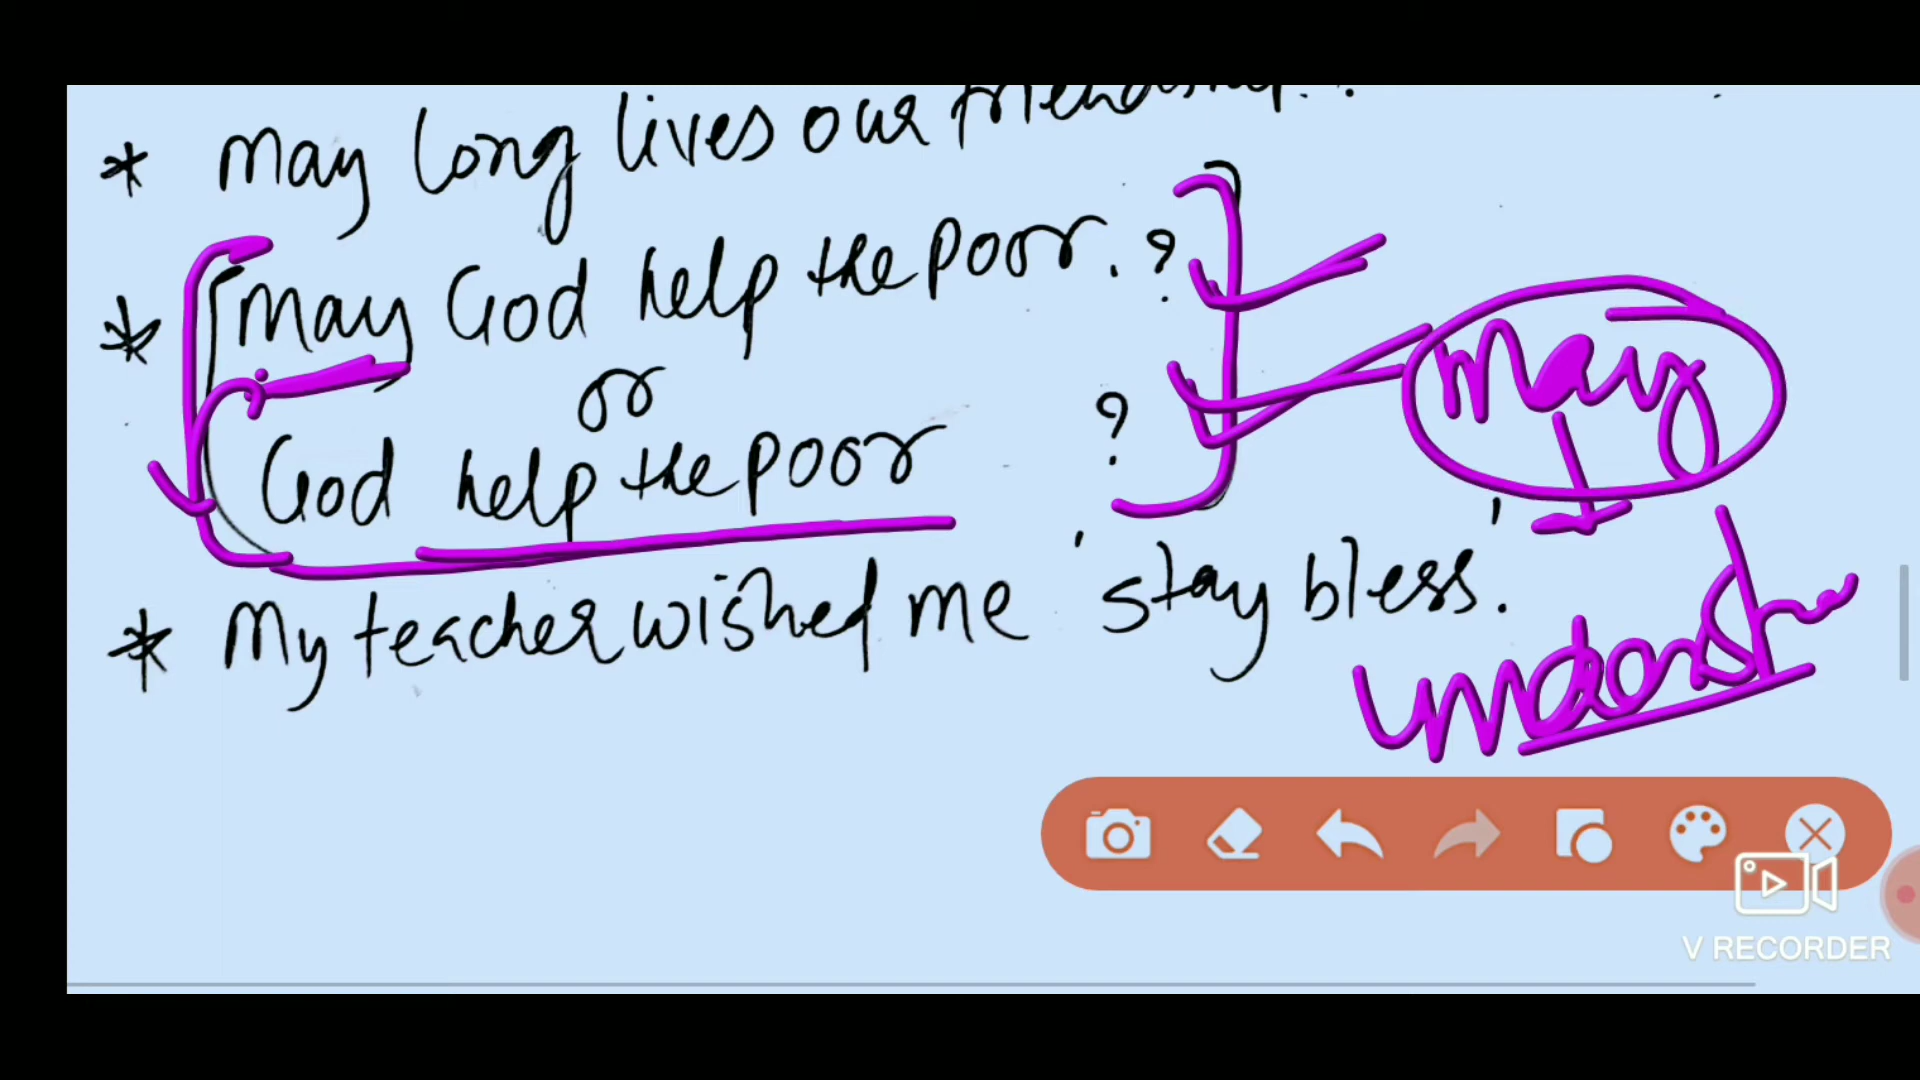 * May long lives our friendship.
* May God help the poor. ?
or
God help the poor ?
May
* My teacher wished me 'stay bless.'
V RECORDER